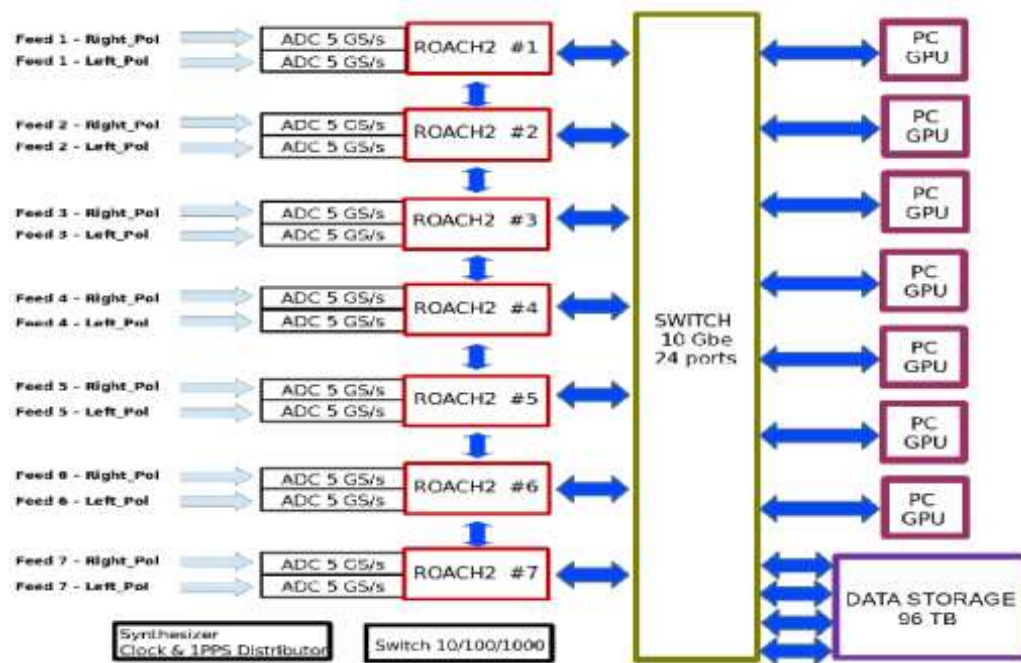 Feed 1 - Right_Pol
Feed 1 - Left_Pol
ADC 5 GS/s
ADC 5 GS/s
ROACH2 #1
PC
GPU
Feed 2 - Right_Pol
Feed 2 - Left_Pol
ADC 5 GS/s
ADC 5 GS/s
ROACH2 #2
PC
GPU
Feed 3 - Right_Pol
Feed 3 - Left_Pol
ADC 5 GS/s
ADC 5 GS/s
ROACH2 #3
PC
GPU
Feed 4 - Right_Pol
Feed 4 - Left_Pol
ADC 5 GS/s
ADC 5 GS/s
ROACH2 #4
PC
GPU
SWITCH
10 Gbe
24 ports
Feed 5 - Right_Pol
Feed 5 - Left_Pol
ADC 5 GS/s
ADC 5 GS/s
ROACH2 #5
PC
GPU
Feed 6 - Right_Pol
Feed 6 - Left_Pol
ADC 5 GS/s
ADC 5 GS/s
ROACH2 #6
PC
GPU
PC
GPU
Feed 7 - Right_Pol
Feed 7 - Left_Pol
ADC 5 GS/s
ADC 5 GS/s
ROACH2 #7
DATA STORAGE
96 TB
Synthesizer
Clock & 1PPS Distributor
Switch 10/100/1000